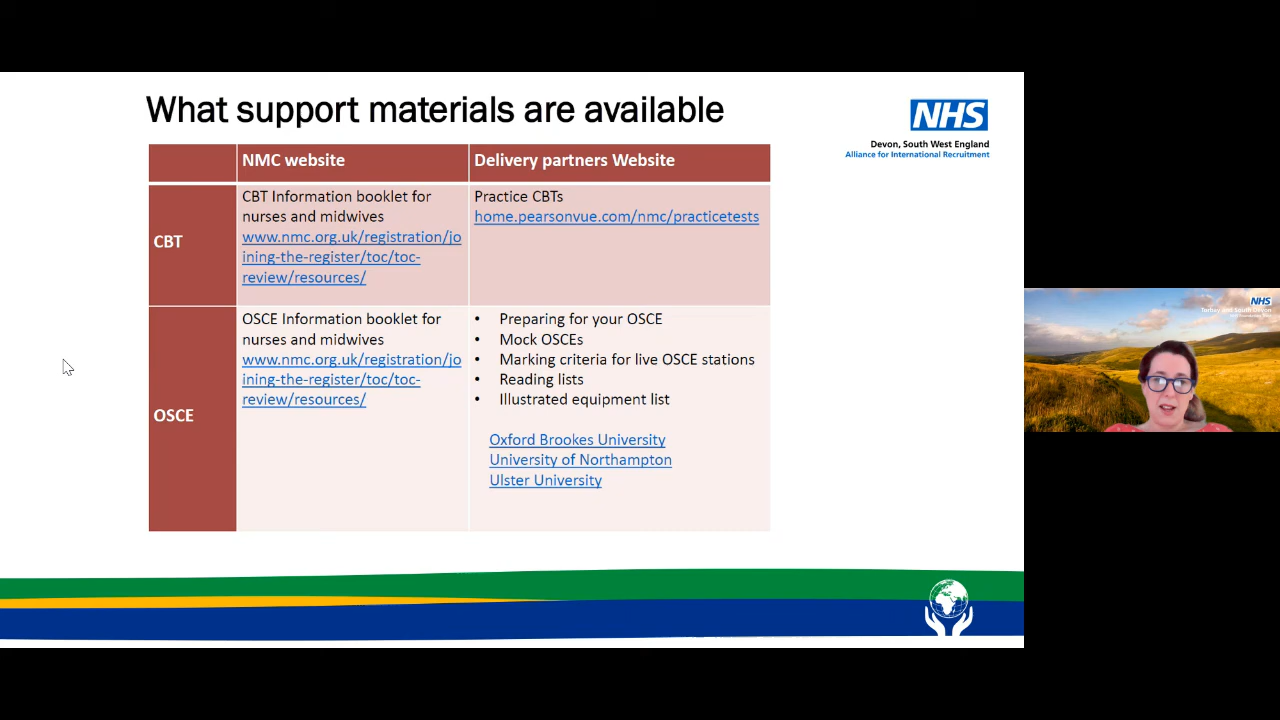 What support materials are available
NHS
Devon, South West England
Alliance for International Recruitment
NMC website
Delivery partners Website
CBT
CBT Information booklet for
nurses and midwives
www.nmc.org.uk/registration/jo
ining-the-register/toc/toc-
review/resources/
Practice CBTs
home.pearsonvue.com/nmc/practicetests
OSCE
OSCE Information booklet for
nurses and midwives
www.nmc.org.uk/registration/jo
ining-the-register/toc/toc-
review/resources/
• Preparing for your OSCE
• Mock OSCEs
• Marking criteria for live OSCE stations
• Reading lists
• Illustrated equipment list
Oxford Brookes University
University of Northampton
Ulster University
NHS
Torbay and South Devon